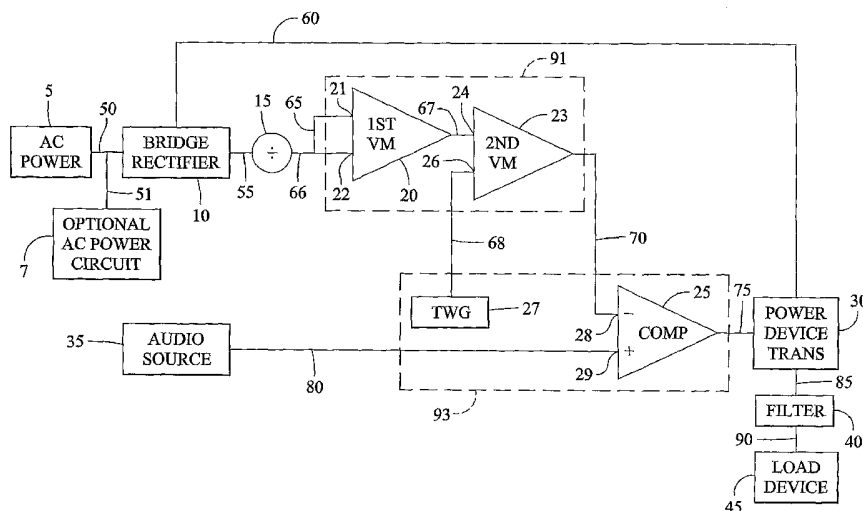 60
91
5
50
15
65
21
1ST
VM
67
24
23
2ND
VM
AC
POWER
BRIDGE
RECTIFIER
÷
26
51
55
66
22
20
10
OPTIONAL
AC POWER
CIRCUIT
7
68
70
TWG
27
25
75
30
35
AUDIO
SOURCE
28
−
COMP
POWER
DEVICE
TRANS
+
29
80
85
93
FILTER
40
90
LOAD
DEVICE
45